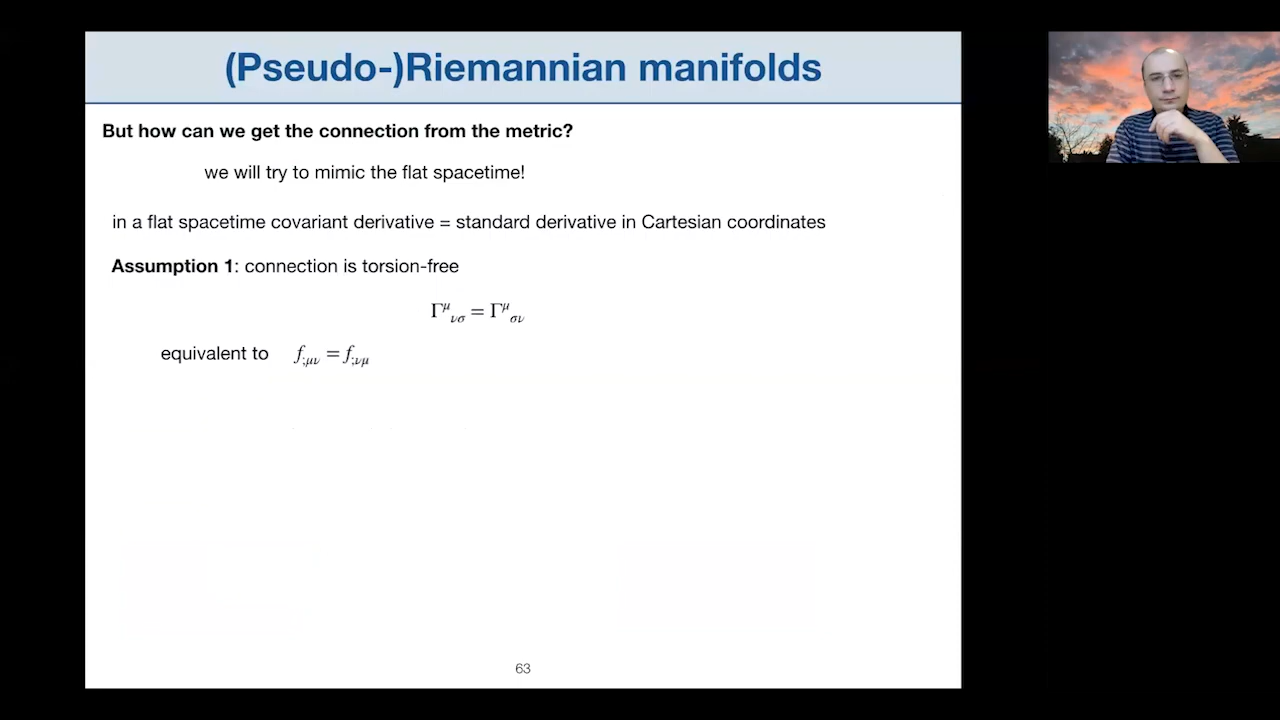 (Pseudo-)Riemannian manifolds
But how can we get the connection from the metric?
we will try to mimic the flat spacetime!
in a flat spacetime covariant derivative = standard derivative in Cartesian coordinates
Assumption 1: connection is torsion-free
Γ^μ_νσ = Γ^μ_σν
equivalent to f_;μν = f_;νμ
63